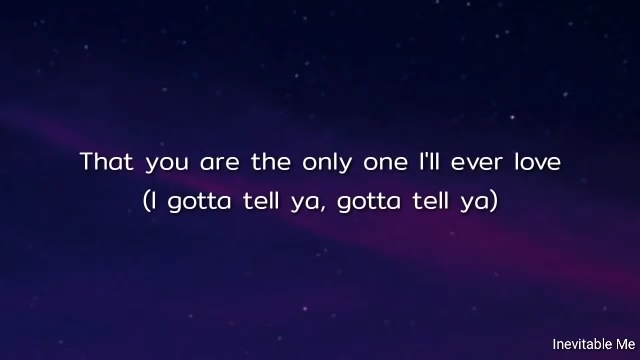 That you are the only one I'll ever love
(I gotta tell ya, gotta tell ya)
Inevitable Me